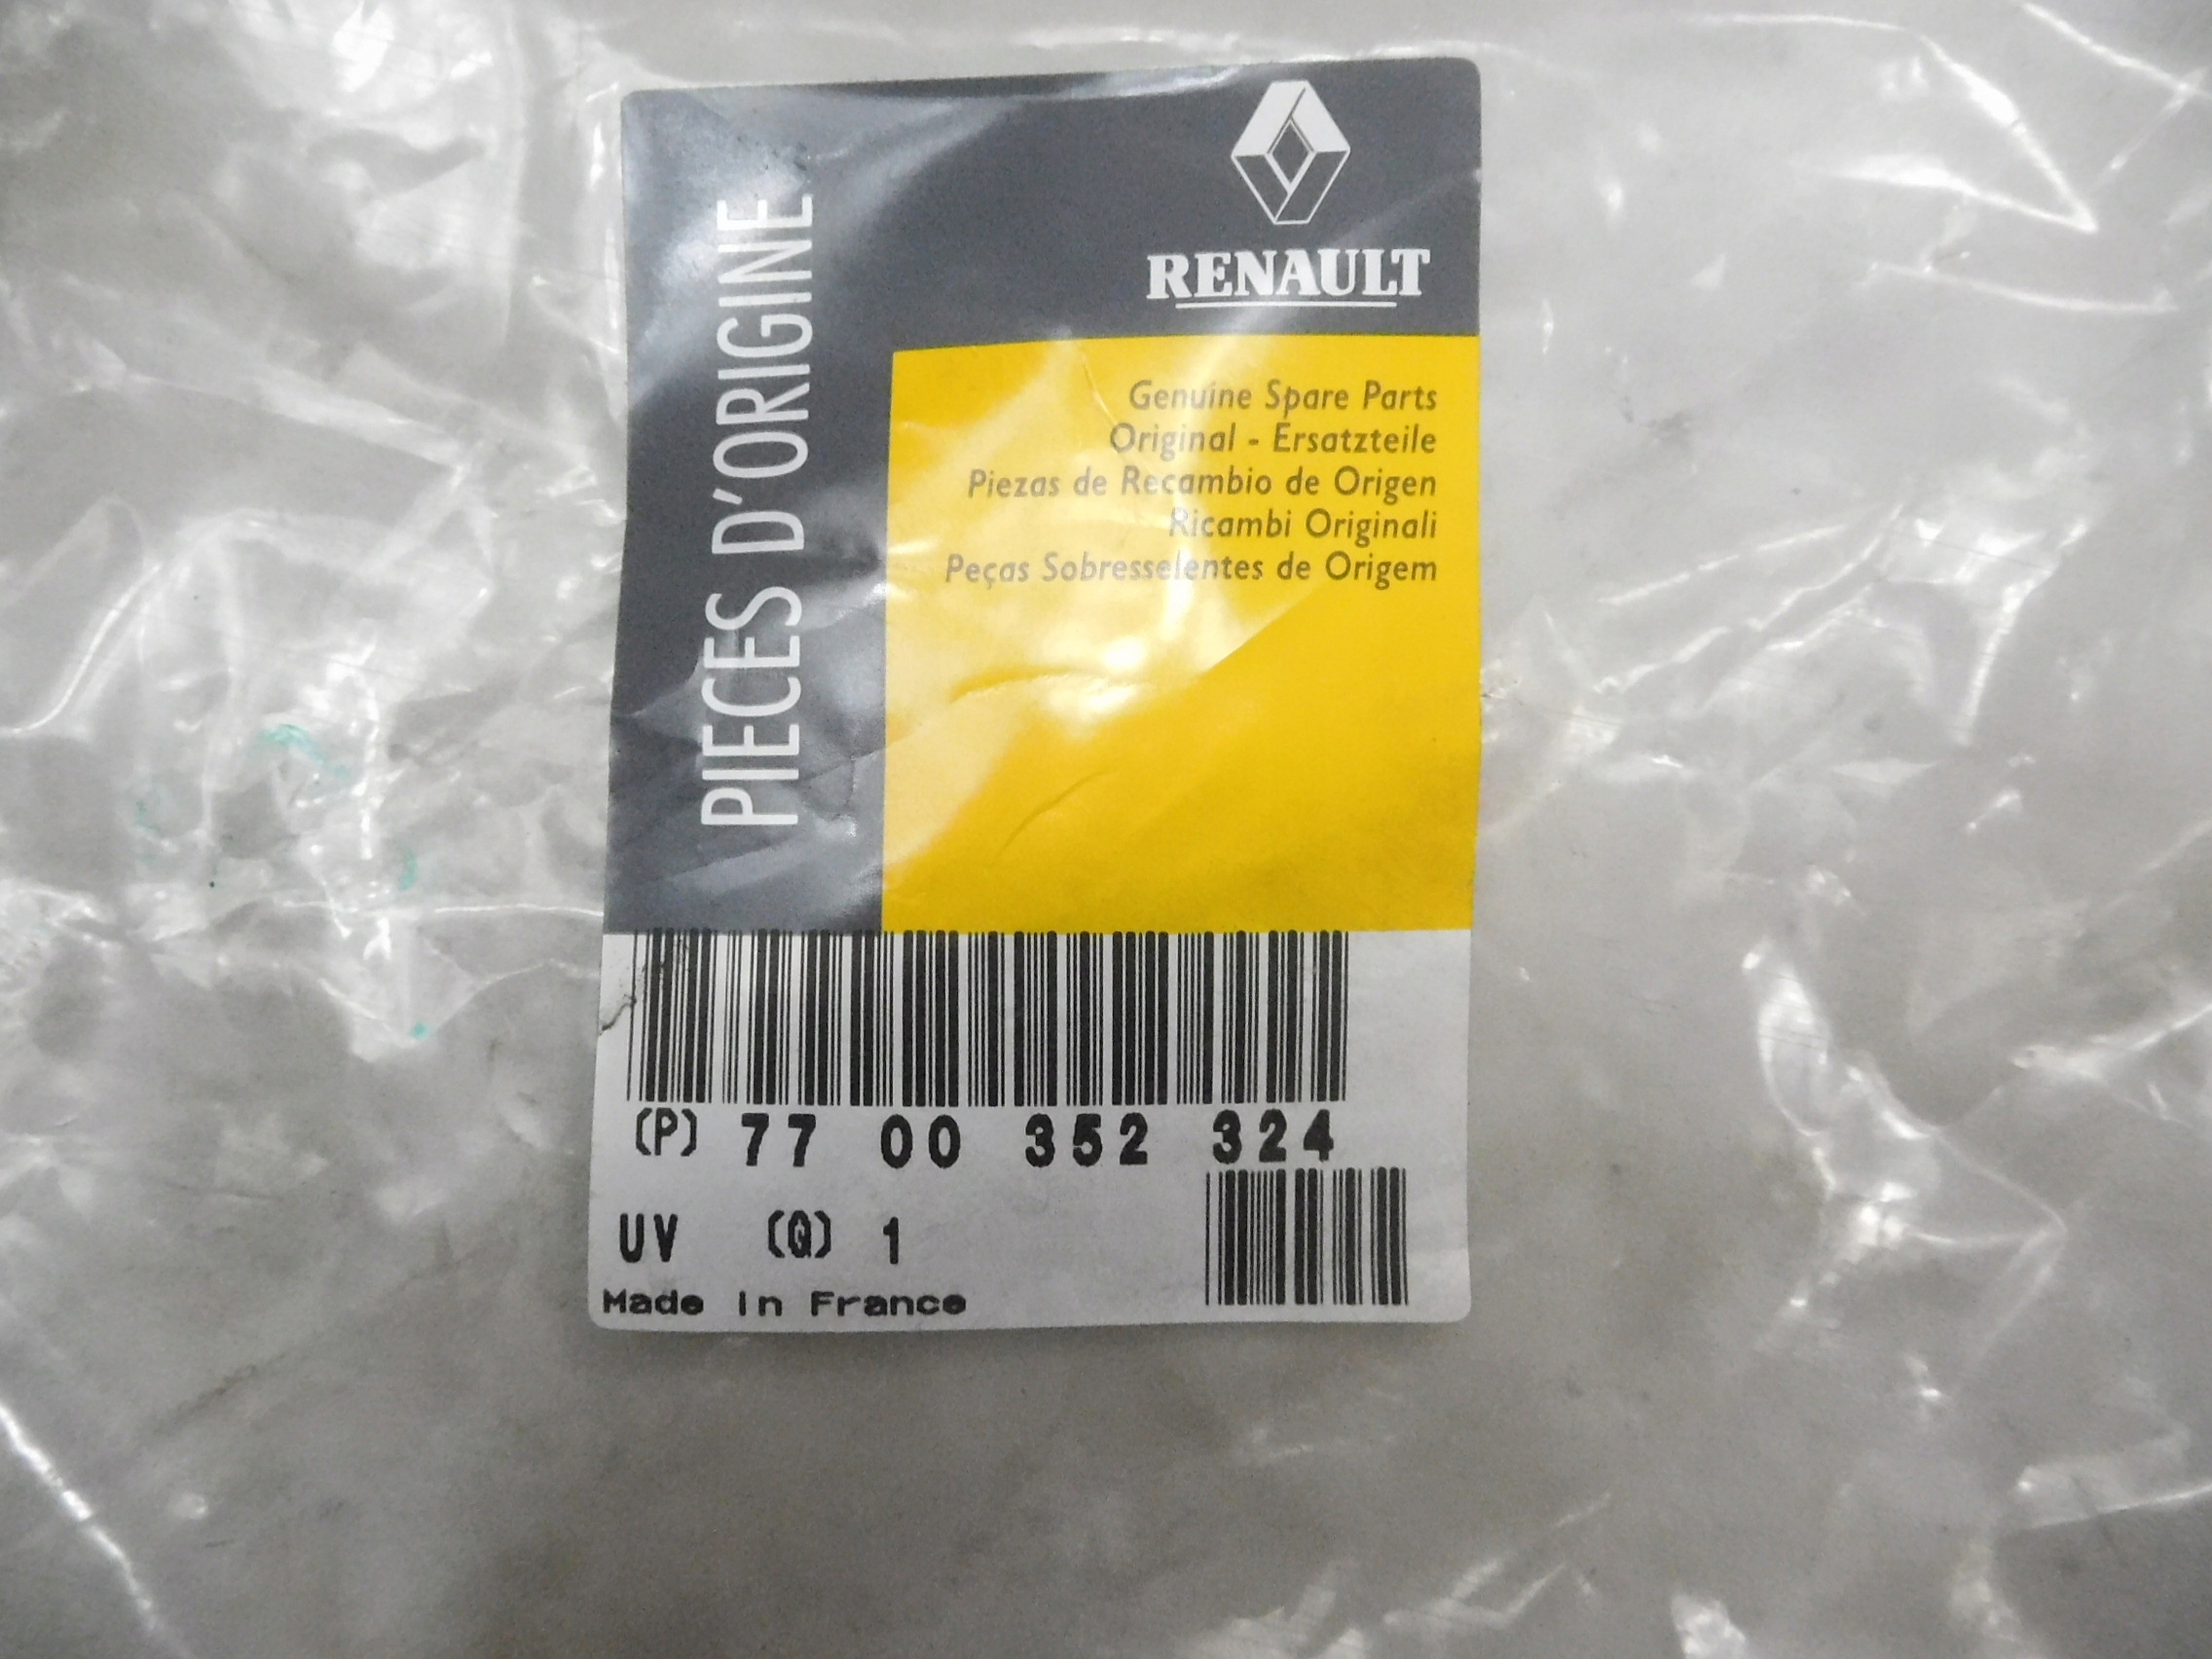 RENAULT
PIECES D'ORIGINE
Genuine Spare Parts
Original - Ersatzteile
Piezas de Recambio de Origen
Ricambi Originali
Peças Sobresselentes de Origem
(P) 77 00 352 324
UV (Q) 1
Made in France